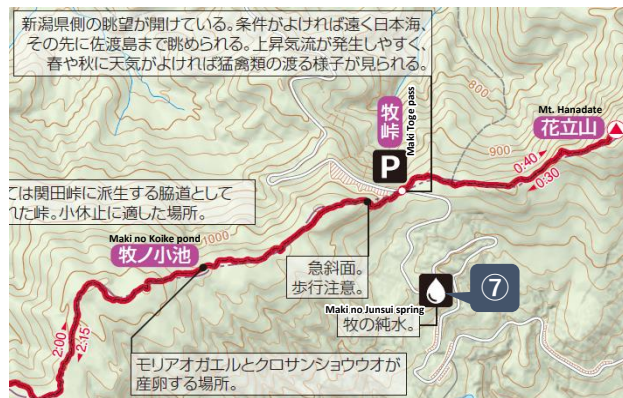 新潟県側の眺望が開けている。条件がよければ遠く日本海、
その先に佐渡島まで眺められる。上昇気流が発生しやすく、
春や秋に天気がよければ猛禽類の渡る様子が見られる。
牧峠
Maki Toge pass
P
Mt. Hanadate
花立山
800
900
0:40
0:30
ては関田峠に派生する脇道として
れた峠。小休止に適した場所。
Maki no Koike pond
牧ノ小池
1000
急斜面。
歩行注意。
⑦
Maki no Junsui spring
牧の純水。
2:00
2:15
モリアオガエルとクロサンショウウオが
産卵する場所。